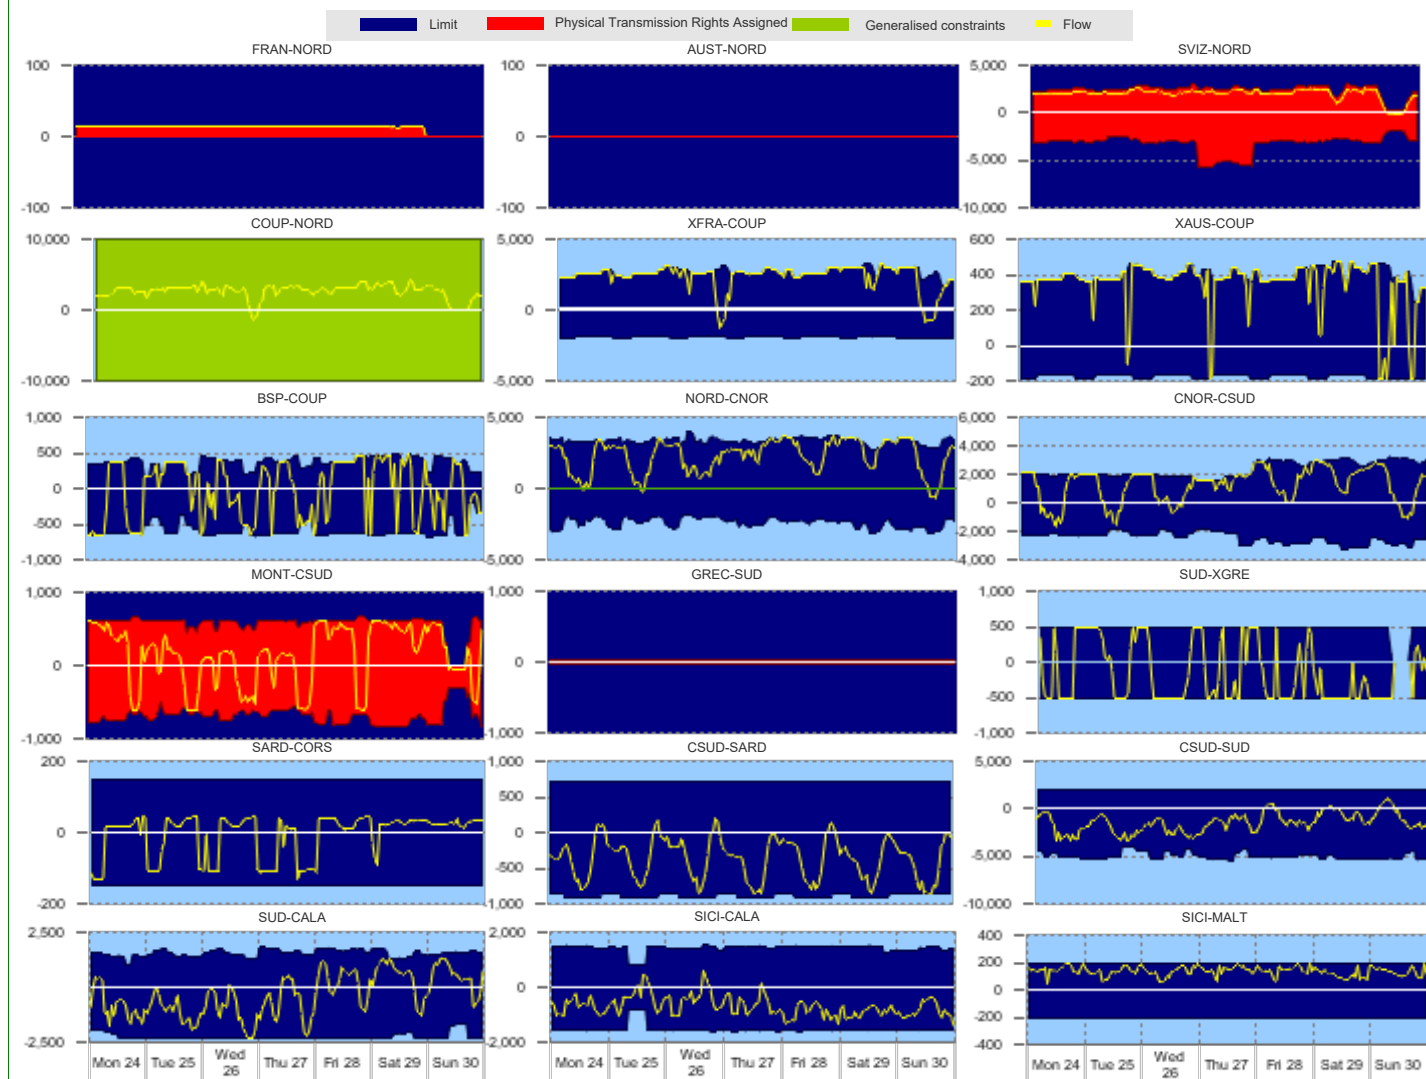 Limit Physical Transmission Rights Assigned Generalised constraints Flow
FRAN-NORD AUST-NORD SVIZ-NORD
100 100 5,000
0 0 0
-5,000
-100 -100 -10,000
COUP-NORD XFRA-COUP XAUS-COUP
10,000 5,000 600
400
0 0 200
0
-10,000 -5,000 -200
BSP-COUP NORD-CNOR CNOR-CSUD
1,000 5,000 6,000
500 4,000
0 0 2,000
0
-500 -2,000
-1,000 -5,000 -4,000
MONT-CSUD GREC-SUD SUD-XGRE
1,000 1,000 1,000
500
0 0 0
-500
-1,000 -1,000 -1,000
SARD-CORS CSUD-SARD CSUD-SUD
200 1,000 5,000
500
0 0 0
-500 -5,000
-200 -1,000 -10,000
SUD-CALA SICI-CALA SICI-MALT
2,500 2,000 400
200
0 0 0
-200
-2,500 -2,000 -400
Mon 24 Tue 25 Wed 26 Thu 27 Fri 28 Sat 29 Sun 30 Mon 24 Tue 25 Wed 26 Thu 27 Fri 28 Sat 29 Sun 30 Mon 24 Tue 25 Wed 26 Thu 27 Fri 28 Sat 29 Sun 30